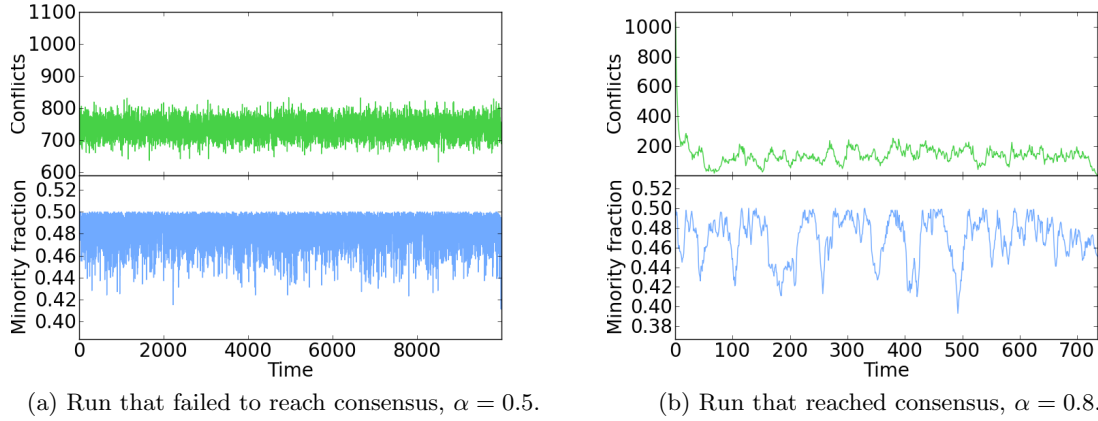 1100
1000
900
800
700
600
Conflicts
0.52
0.50
0.48
0.46
0.44
0.42
0.40
Minority fraction
0 2000 4000 6000 8000
Time
(a) Run that failed to reach consensus, α = 0.5.
1000
800
600
400
200
Conflicts
0.52
0.50
0.48
0.46
0.44
0.42
0.40
0.38
Minority fraction
0 100 200 300 400 500 600 700
Time
(b) Run that reached consensus, α = 0.8.